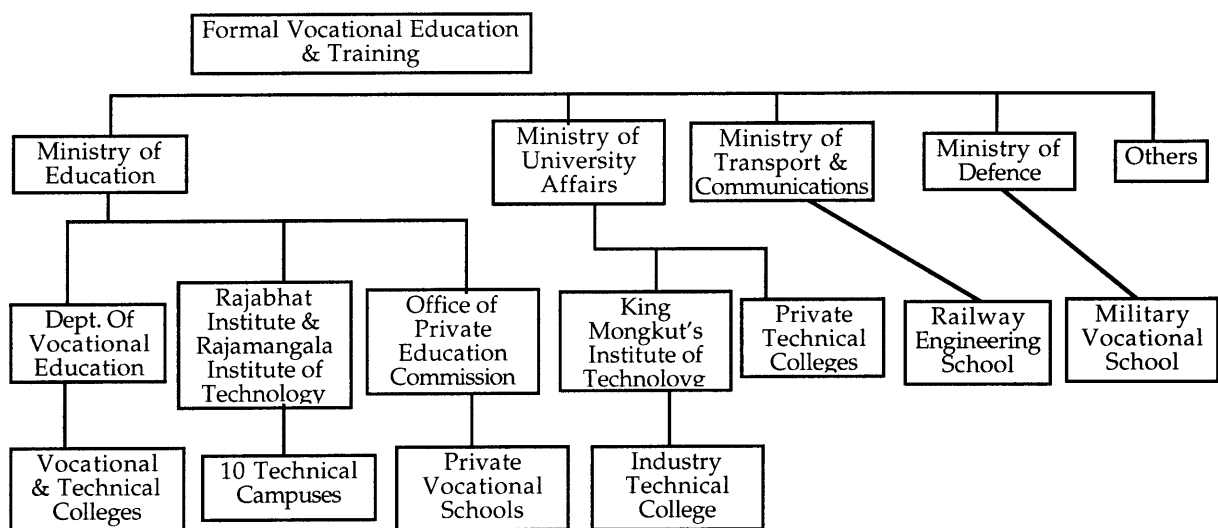 Formal Vocational Education
& Training
Ministry of
Education
Ministry of
University
Affairs
Ministry of
Transport &
Communications
Ministry of
Defence
Others
Dept. Of
Vocational
Education
Rajabhat
Institute &
Rajamangala
Institute of
Technology
Office of
Private
Education
Commission
King
Mongkut's
Institute of
Technolovg
Private
Technical
Colleges
Railway
Engineering
School
Military
Vocational
School
Vocational
& Technical
Colleges
10 Technical
Campuses
Private
Vocational
Schools
Industry
Technical
College